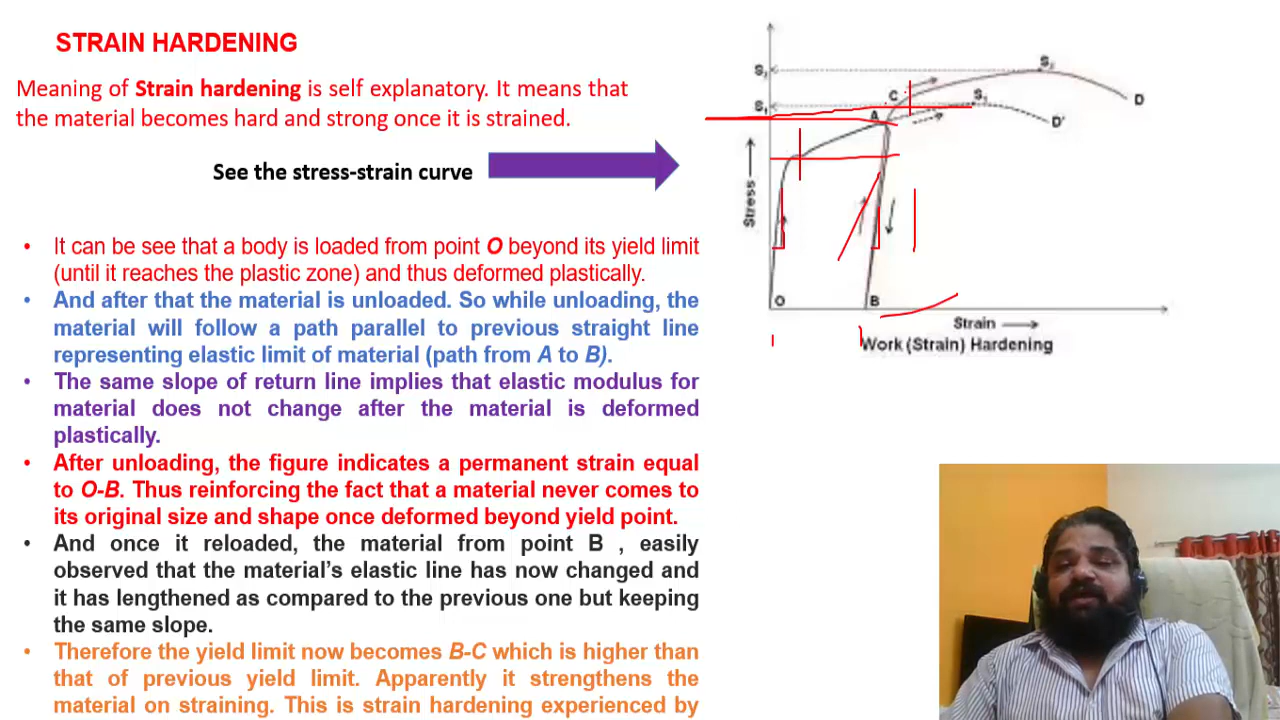 STRAIN HARDENING
Meaning of Strain hardening is self explanatory. It means that
the material becomes hard and strong once it is strained.
See the stress-strain curve
• It can be see that a body is loaded from point O beyond its yield limit
(until it reaches the plastic zone) and thus deformed plastically.
• And after that the material is unloaded. So while unloading, the
material will follow a path parallel to previous straight line
representing elastic limit of material (path from A to B).
• The same slope of return line implies that elastic modulus for
material does not change after the material is deformed
plastically.
• After unloading, the figure indicates a permanent strain equal
to O-B. Thus reinforcing the fact that a material never comes to
its original size and shape once deformed beyond yield point.
• And once it reloaded, the material from point B , easily
observed that the material's elastic line has now changed and
it has lengthened as compared to the previous one but keeping
the same slope.
• Therefore the yield limit now becomes B-C which is higher than
that of previous yield limit. Apparently it strengthens the
material on straining. This is strain hardening experienced by
S₂
S₂
C
S₁
S₁
D
A
D'
Stress
O
B
Strain
Work (Strain) Hardening